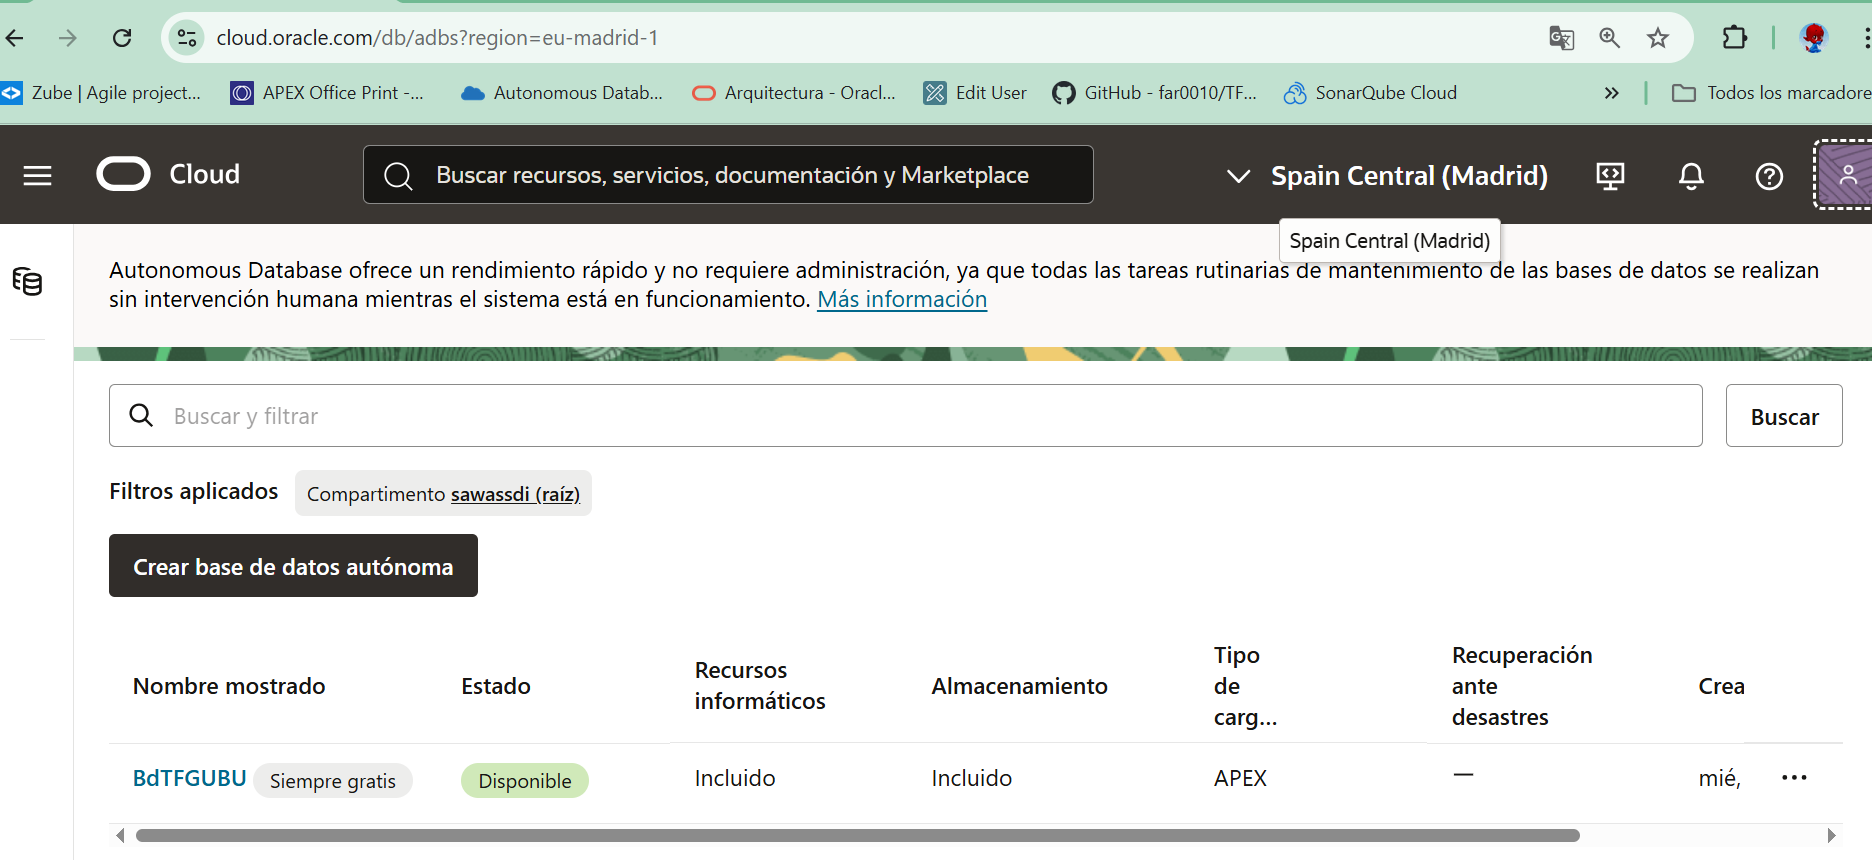 cloud.oracle.com/db/adbs?region=eu-madrid-1
Zube | Agile project...
APEX Office Print -...
Autonomous Datab...
Arquitectura - Oracl...
Edit User
GitHub - far0010/TF...
SonarQube Cloud
»
Todos los marcadore
Cloud
Buscar recursos, servicios, documentación y Marketplace
Spain Central (Madrid)
Spain Central (Madrid)
Autonomous Database ofrece un rendimiento rápido y no requiere administración, ya que todas las tareas rutinarias de mantenimiento de las bases de datos se realizan
sin intervención humana mientras el sistema está en funcionamiento. Más información
Buscar y filtrar
Buscar
Filtros aplicados
Compartimento sawassdi (raíz)
Crear base de datos autónoma
Nombre mostrado
Estado
Recursos
informáticos
Almacenamiento
Tipo
de
carg...
Recuperación
ante
desastres
Crea
BdTFGUBU
Siempre gratis
Disponible
Incluido
Incluido
APEX
—
mié,